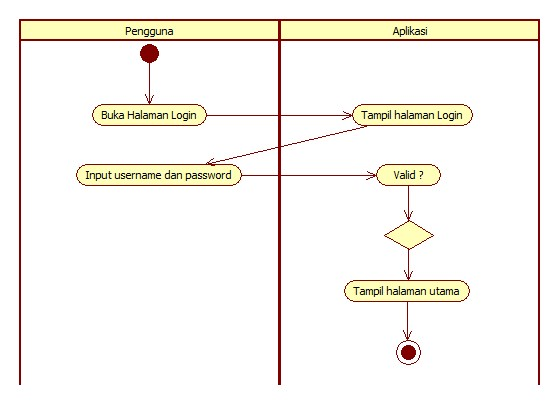 Pengguna
Aplikasi
Buka Halaman Login
Tampil halaman Login
Input username dan password
Valid ?
Tampil halaman utama